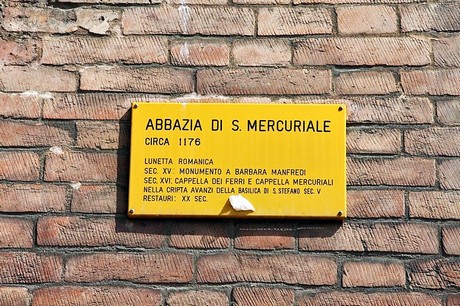 ABBAZIA DI S. MERCURIALE
CIRCA 1176
LUNETTA ROMANICA
SEC. XV: MONUMENTO A BARBARA MANFREDI
SEC. XVI: CAPPELLA DEI FERRI E CAPPELLA MERCURIALI
NELLA CRIPTA AVANZI DELLA BASILICA DI S. STEFANO SEC. V
RESTAURI: XX SEC.